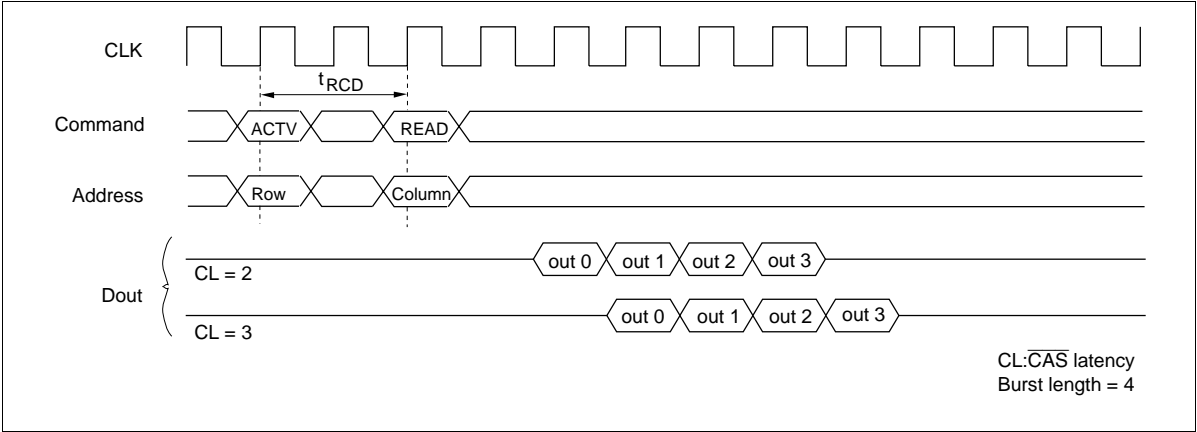 CLK
tRCD
Command ACTV READ
Address Row Column
out 0 out 1 out 2 out 3
CL = 2
Dout
out 0 out 1 out 2 out 3
CL = 3
CL:C̅A̅S̅ latency
Burst length = 4